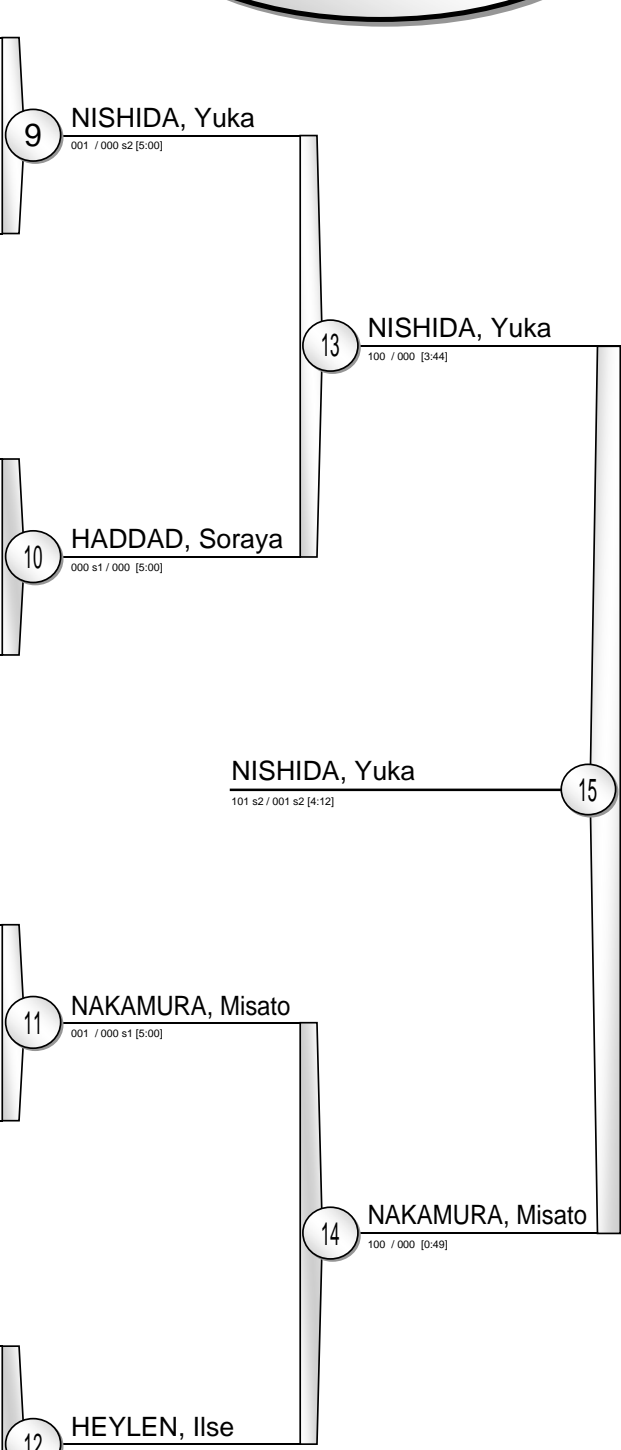 9
NISHIDA, Yuka
001 / 000 s2 [5:00]
13
NISHIDA, Yuka
100 / 000 [3:44]
10
HADDAD, Soraya
000 s1 / 000 [5:00]
NISHIDA, Yuka
101 s2 / 001 s2 [4:12]
15
11
NAKAMURA, Misato
001 / 000 s1 [5:00]
14
NAKAMURA, Misato
100 / 000 [0:49]
12
HEYLEN, Ilse